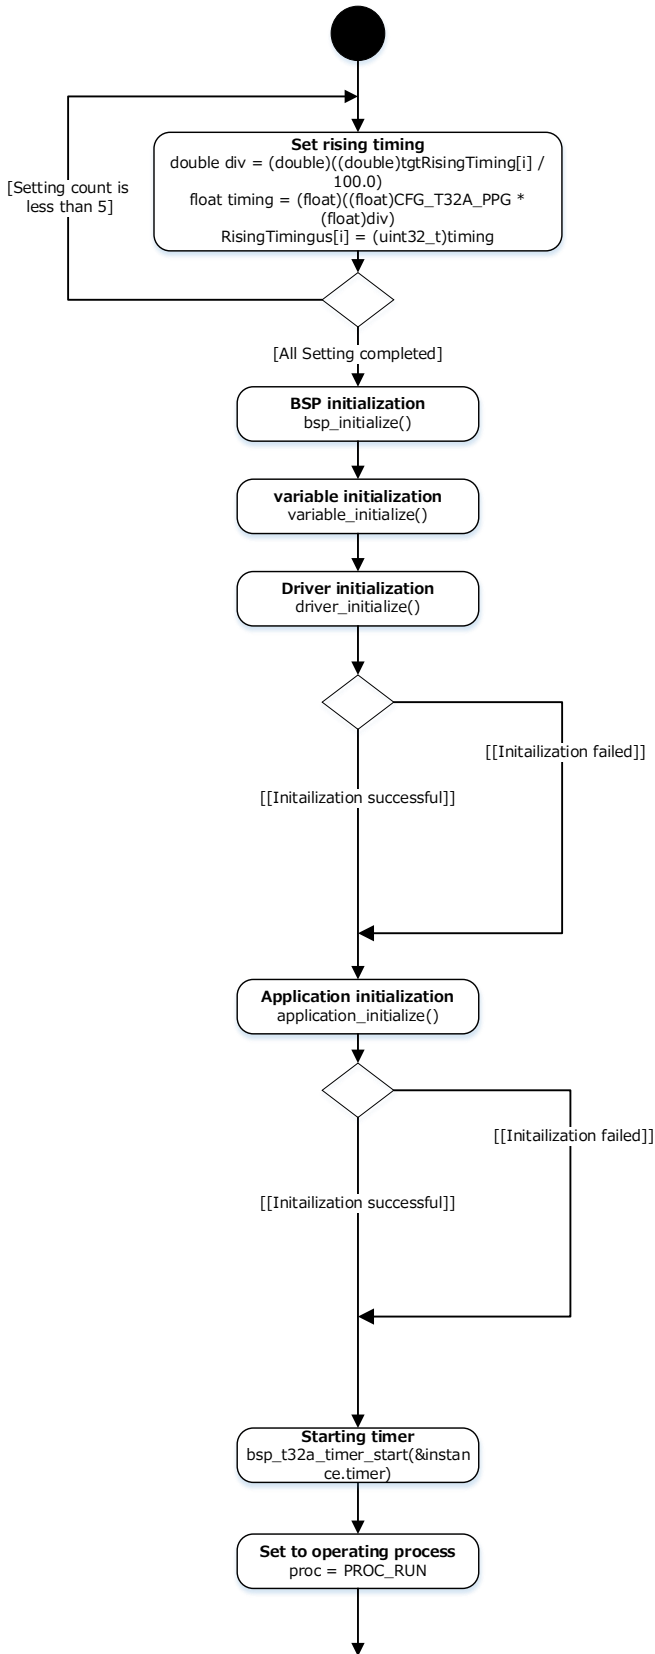 Set rising timing
double div = (double)((double)tgtRisingTiming[i] /
100.0)
float timing = (float)((float)CFG_T32A_PPG *
(float)div)
RisingTimingus[i] = (uint32_t)timing
[Setting count is
less than 5]
[All Setting completed]
BSP initialization
bsp_initialize()
variable initialization
variable_initialize()
Driver initialization
driver_initialize()
[[Initailization failed]]
[[Initailization successful]]
Application initialization
application_initialize()
[[Initailization failed]]
[[Initailization successful]]
Starting timer
bsp_t32a_timer_start(&instan
ce.timer)
Set to operating process
proc = PROC_RUN